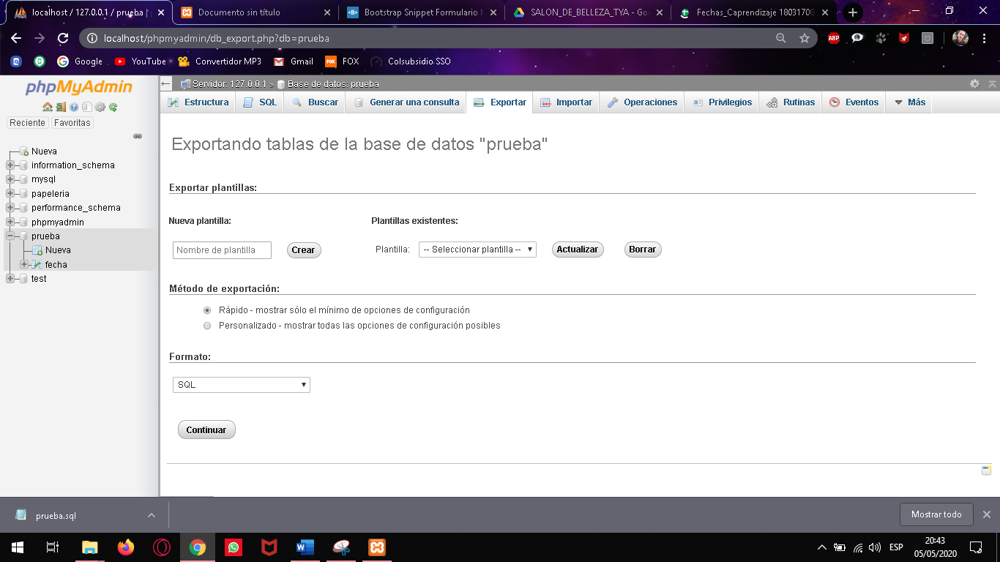 localhost / 127.0.0.1 / prueba |
Documento sin título
Bootstrap Snippet Formulario
SALON_DE_BELLEZA_TYA - Go
Fechas_Caprendizaje 1803170G
localhost/phpmyadmin/db_export.php?db=prueba
ABP
Google
YouTube
Convertidor MP3
Gmail
FOX
FOX
Colsubsidio SSO
phpMyAdmin
Reciente
Favoritas
Nueva
information_schema
mysql
papeleria
performance_schema
phpmyadmin
prueba
Nueva
fecha
test
Servidor: 127.0.0.1 » Base de datos: prueba
Estructura
SQL
Buscar
Generar una consulta
Exportar
Importar
Operaciones
Privilegios
Rutinas
Eventos
Más
Exportando tablas de la base de datos "prueba"
Exportar plantillas:
Nueva plantilla:
Plantillas existentes:
Nombre de plantilla
Crear
Plantilla:
-- Seleccionar plantilla --
Actualizar
Borrar
Método de exportación:
Rápido - mostrar sólo el mínimo de opciones de configuración
Personalizado - mostrar todas las opciones de configuración posibles
Formato:
SQL
Continuar
prueba.sql
Mostrar todo
ESP
20:43
05/05/2020